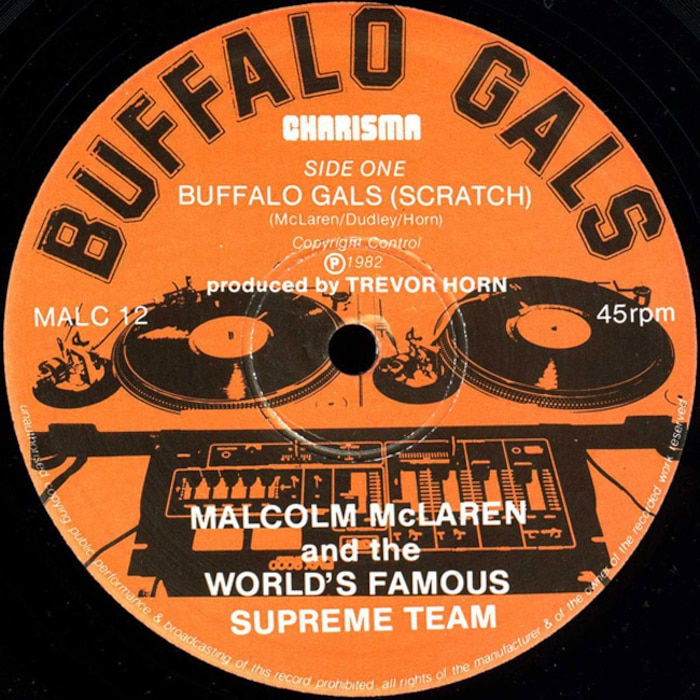 BUFFALO GALS
CHARISMA
SIDE ONE
BUFFALO GALS (SCRATCH)
(McLaren/Dudley/Horn)
Copyright Control
Ⓟ1982
produced by TREVOR HORN
MALC 12
45rpm
MALCOLM McLAREN
and the
WORLD'S FAMOUS
SUPREME TEAM
unauthorised copying public performance & broadcasting of this record prohibited. all rights of the manufacturer & of the owner of the recorded work reserved